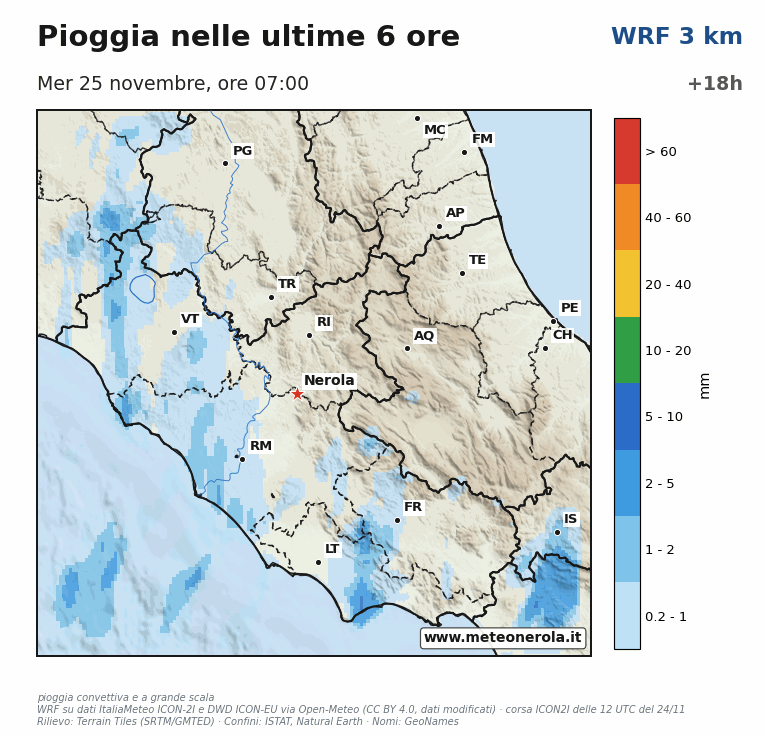 Pioggia nelle ultime 6 ore
WRF 3 km
Mer 25 novembre, ore 07:00
+18h
MC
FM
PG
AP
TE
TR
PE
VT
RI
AQ
CH
Nerola
RM
FR
IS
LT
www.meteonerola.it
> 60
40 - 60
20 - 40
10 - 20
5 - 10
2 - 5
1 - 2
0.2 - 1
mm
pioggia convettiva e a grande scala
WRF su dati ItaliaMeteo ICON-2I e DWD ICON-EU via Open-Meteo (CC BY 4.0, dati modificati) · corsa ICON2I delle 12 UTC del 24/11
Rilievo: Terrain Tiles (SRTM/GMTED) · Confini: ISTAT, Natural Earth · Nomi: GeoNames